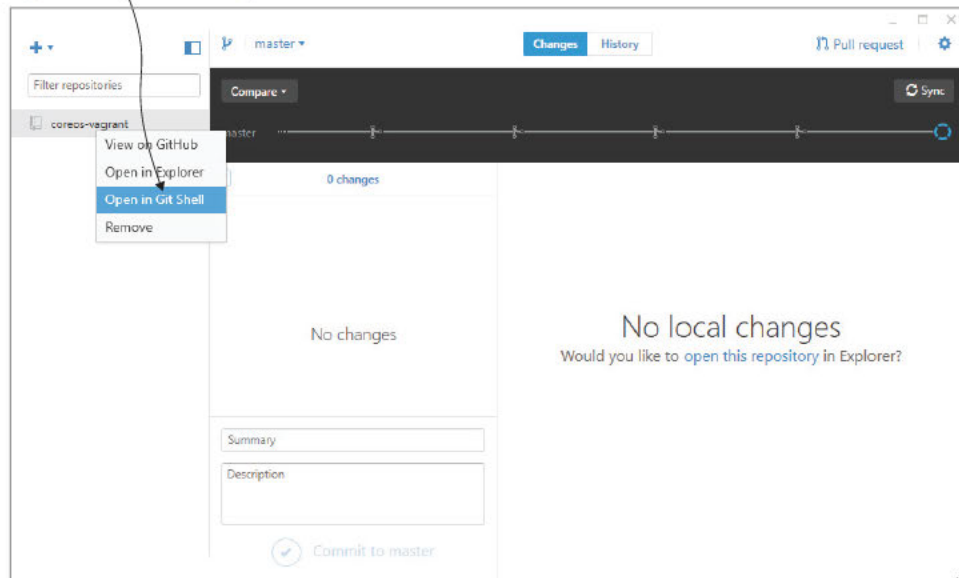 master
Changes
History
Pull request
Filter repositories
Compare
Sync
coreos-vagrant
master
View on GitHub
Open in Explorer
Open in Git Shell
Remove
0 changes
No changes
No local changes
Would you like to open this repository in Explorer?
Summary
Description
Commit to master